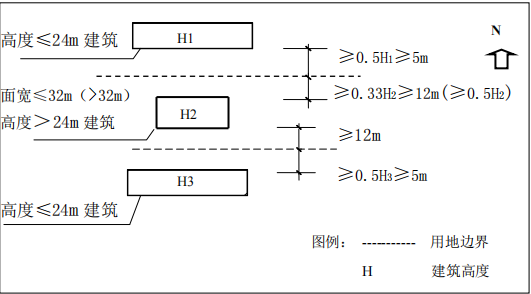 高度≤24m 建筑
H1
N
≥0.5H₁≥5m
面宽≤32m（>32m）
≥0.33H₂≥12m(≥0.5H₂)
H2
高度>24m 建筑
≥12m
H3
≥0.5H₃≥5m
高度≤24m 建筑
图例： ----------- 用地边界
H 建筑高度